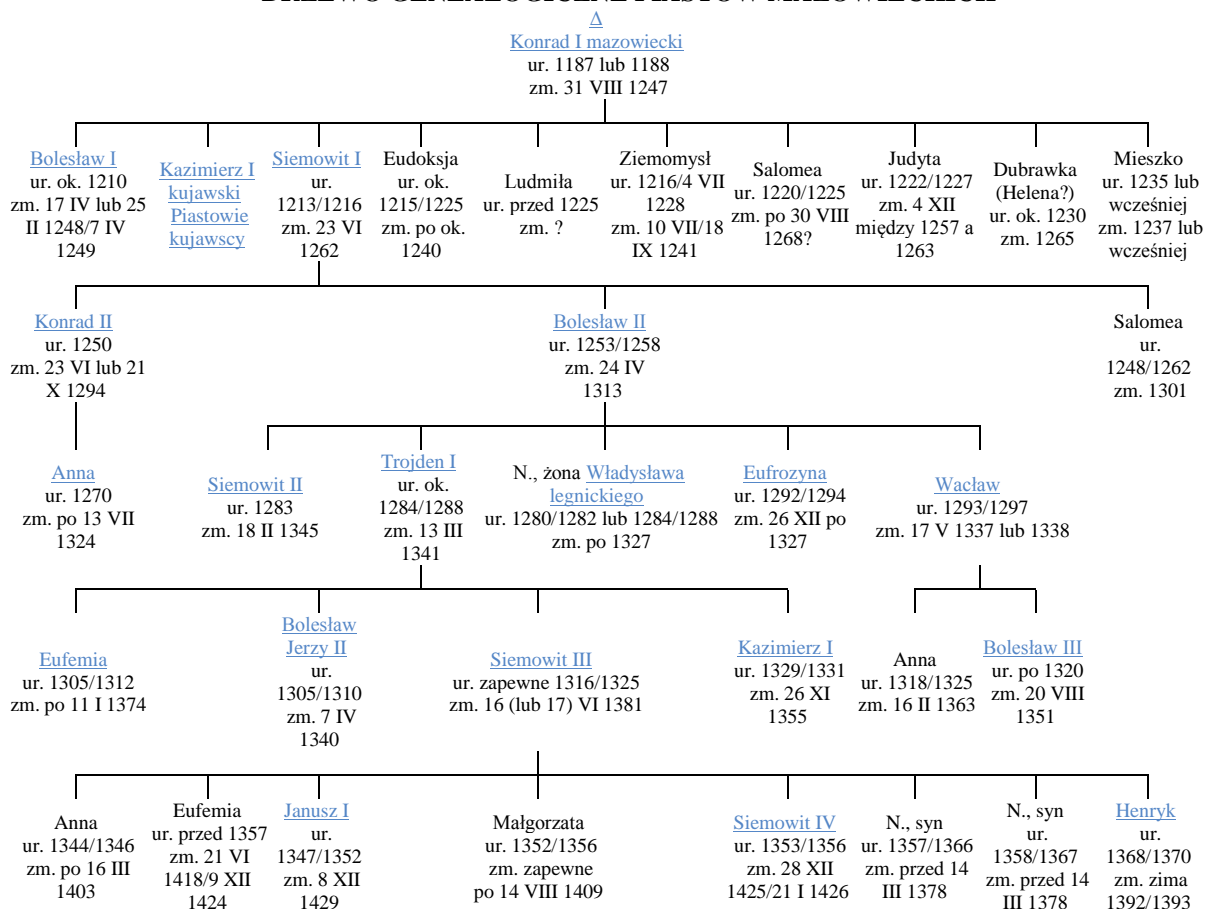 Δ
Konrad I mazowiecki
ur. 1187 lub 1188
zm. 31 VIII 1247
Bolesław I
ur. ok. 1210
zm. 17 IV lub 25
II 1248/7 IV
1249
Kazimierz I
kujawski
Piastowie
kujawscy
Siemowit I
ur.
1213/1216
zm. 23 VI
1262
Eudoksja
ur. ok.
1215/1225
zm. po ok.
1240
Ludmiła
ur. przed 1225
zm. ?
Ziemomysł
ur. 1216/4 VII
1228
zm. 10 VII/18
IX 1241
Salomea
ur. 1220/1225
zm. po 30 VIII
1268?
Judyta
ur. 1222/1227
zm. 4 XII
między 1257 a
1263
Dubrawka
(Helena?)
ur. ok. 1230
zm. 1265
Mieszko
ur. 1235 lub
wcześniej
zm. 1237 lub
wcześniej
Konrad II
ur. 1250
zm. 23 VI lub 21
X 1294
Bolesław II
ur. 1253/1258
zm. 24 IV
1313
Salomea
ur.
1248/1262
zm. 1301
Anna
ur. 1270
zm. po 13 VII
1324
Siemowit II
ur. 1283
zm. 18 II 1345
Trojden I
ur. ok.
1284/1288
zm. 13 III
1341
N., żona Władysława
legnickiego
ur. 1280/1282 lub 1284/1288
zm. po 1327
Eufrozyna
ur. 1292/1294
zm. 26 XII po
1327
Wacław
ur. 1293/1297
zm. 17 V 1337 lub 1338
Eufemia
ur. 1305/1312
zm. po 11 I 1374
Bolesław
Jerzy II
ur.
1305/1310
zm. 7 IV
1340
Siemowit III
ur. zapewne 1316/1325
zm. 16 (lub 17) VI 1381
Kazimierz I
ur. 1329/1331
zm. 26 XI
1355
Anna
ur. 1318/1325
zm. 16 II 1363
Bolesław III
ur. po 1320
zm. 20 VIII
1351
Anna
ur. 1344/1346
zm. po 16 III
1403
Eufemia
ur. przed 1357
zm. 21 VI
1418/9 XII
1424
Janusz I
ur.
1347/1352
zm. 8 XII
1429
Małgorzata
ur. 1352/1356
zm. zapewne
po 14 VIII 1409
Siemowit IV
ur. 1353/1356
zm. 28 XII
1425/21 I 1426
N., syn
ur. 1357/1366
zm. przed 14
III 1378
N., syn
ur.
1358/1367
zm. przed 14
III 1378
Henryk
ur.
1368/1370
zm. zima
1392/1393